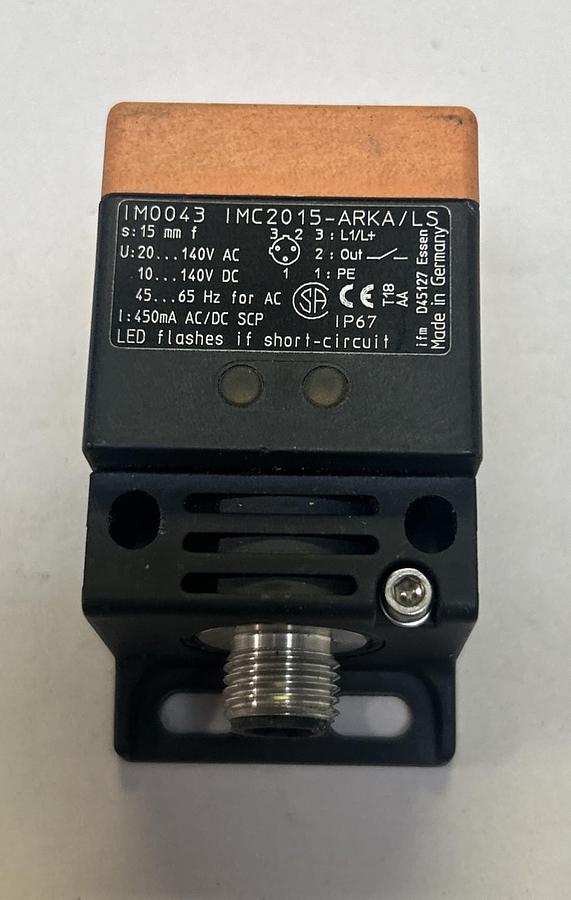 IM0043 IMC2015-ARKA/LS
s: 15 mm f
3 2
3 : L1/L+
U: 20...140V AC
2 : Out
10...140V DC
1
1 : PE
45...65 Hz for AC
SA
CE
T18
AA
I: 450mA AC/DC SCP
IP67
LED flashes if short-circuit
ifm D45127 Essen
Made in Germany